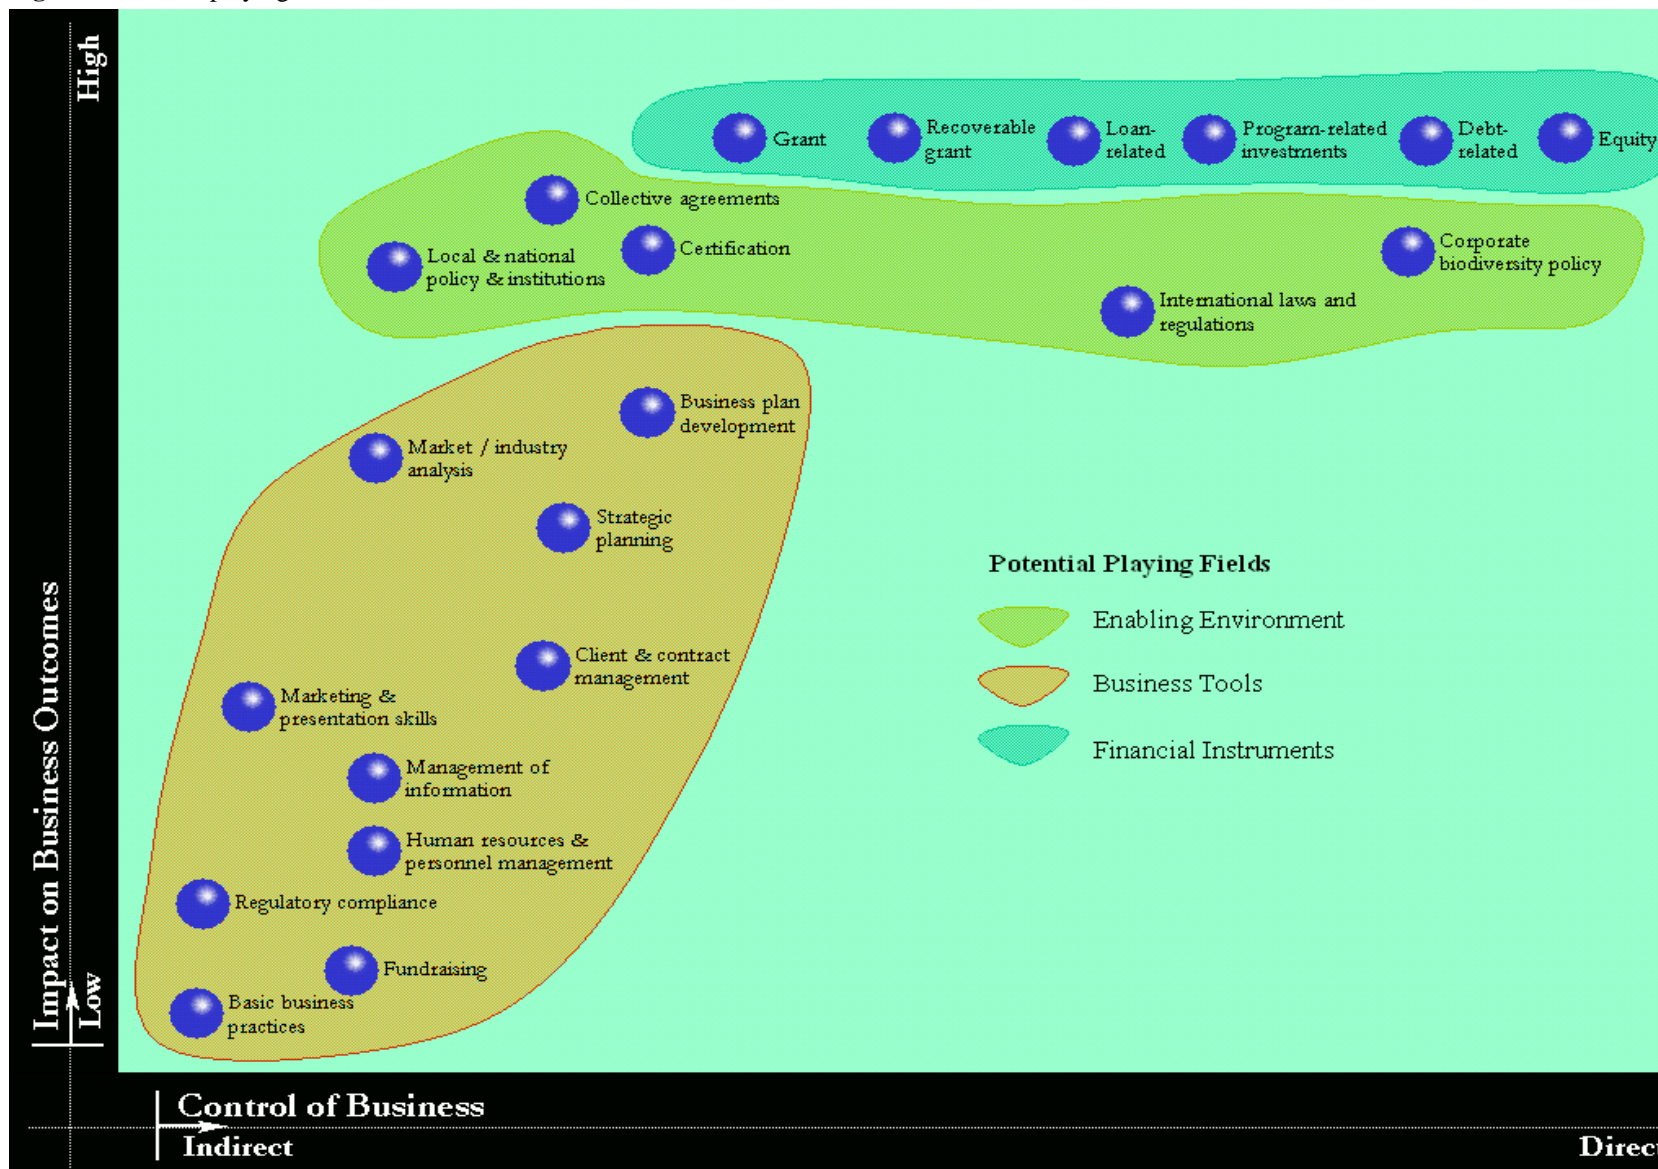 High
Grant
Recoverable
grant
Loan-
related
Program-related
investments
Debt-
related
Equity
Collective agreements
Certification
Local & national
policy & institutions
Corporate
biodiversity policy
International laws and
regulations
Business plan
development
Market / industry
analysis
Strategic
planning
Potential Playing Fields
Enabling Environment
Business Tools
Financial Instruments
Client & contract
management
Marketing &
presentation skills
Management of
information
Human resources &
personnel management
Regulatory compliance
Fundraising
Basic business
practices
Impact on Business Outcomes
Low
Control of Business
Indirect
Direct